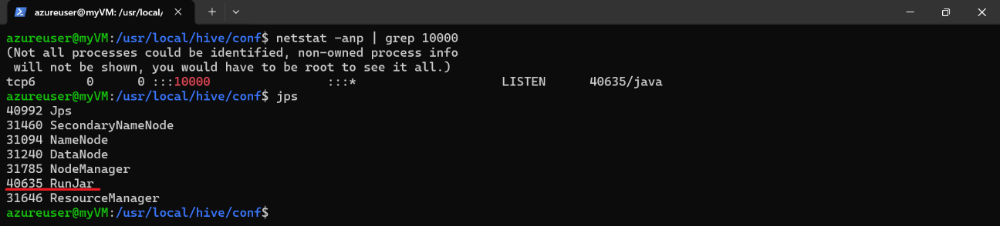 azureuser@myVM: /usr/local/
azureuser@myVM:/usr/local/hive/conf$ netstat -anp | grep 10000
(Not all processes could be identified, non-owned process info
 will not be shown, you would have to be root to see it all.)
tcp6       0      0 :::10000                :::*                    LISTEN      40635/java
azureuser@myVM:/usr/local/hive/conf$ jps
40992 Jps
31460 SecondaryNameNode
31094 NameNode
31240 DataNode
31785 NodeManager
40635 RunJar
31646 ResourceManager
azureuser@myVM:/usr/local/hive/conf$